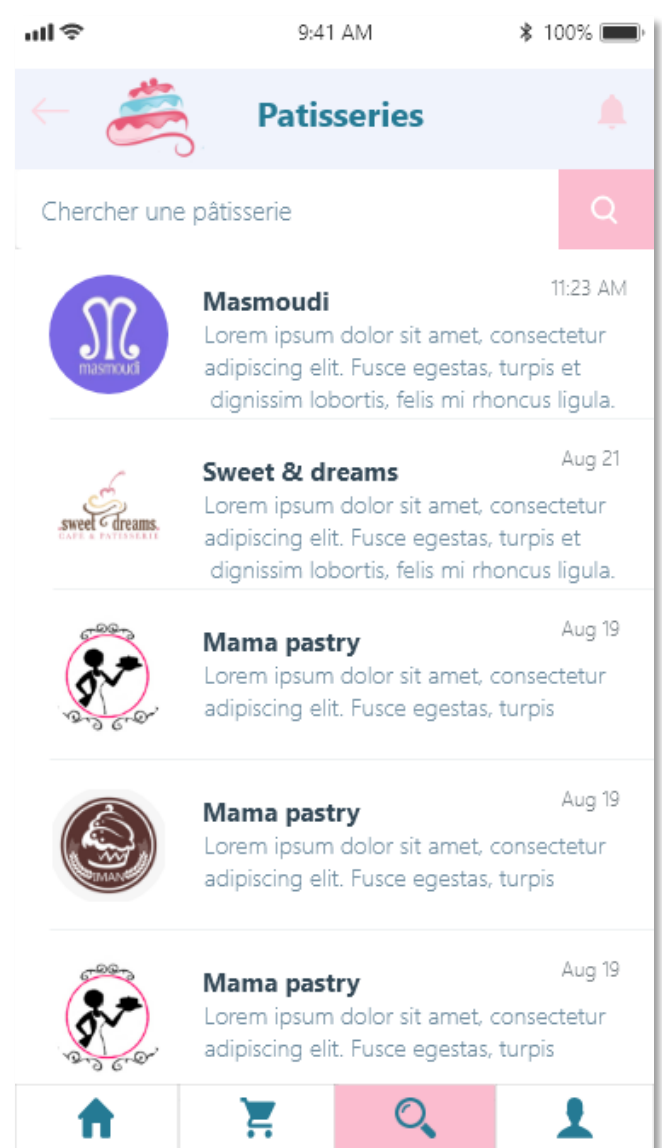 9:41 AM
100%
Patisseries
Chercher une pâtisserie
masmoudi
Masmoudi
11:23 AM
Lorem ipsum dolor sit amet, consectetur
adipiscing elit. Fusce egestas, turpis et
dignissim lobortis, felis mi rhoncus ligula.
sweet dreams.
CAFE & PATISSERIE
Sweet & dreams
Aug 21
Lorem ipsum dolor sit amet, consectetur
adipiscing elit. Fusce egestas, turpis et
dignissim lobortis, felis mi rhoncus ligula.
Mama pastry
Aug 19
Lorem ipsum dolor sit amet, consectetur
adipiscing elit. Fusce egestas, turpis
IMAN
Mama pastry
Aug 19
Lorem ipsum dolor sit amet, consectetur
adipiscing elit. Fusce egestas, turpis
Mama pastry
Aug 19
Lorem ipsum dolor sit amet, consectetur
adipiscing elit. Fusce egestas, turpis